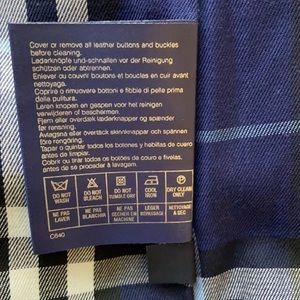 Cover or remove all leather buttons and buckles
before cleaning.
Lederknöpfe und-schnallen vor der Reinigung
schützen oder abtrennen.
Enlever ou couvrir boutons et boucles en cuir avant
nettoyage.
Coprire o rimuovere bottoni e fibbie di pelle prima
della pulitura.
Leren knopen en gespen voor het reinigen
verwijderen of beschermen.
Fjern eller overdæk læderknapper og spænder
før rensning.
Avlägsna eller övertäck skinnknappar och spännen
före rengöring.
Tapar o quitar todos los botones y hebillas de cuero
antes de limpiar.
Cobrir ou tirar todos os botões de couro e fivelas,
antes de limpar.
DO NOT WASH
DO NOT BLEACH
DO NOT TUMBLE DRY
COOL IRON
DRY CLEAN ONLY
NE PAS LAVER
NE PAS BLANCHIR
NE PAS SECHER EN MACHINE
LEGER REPASSAGE
NETTOYAGE A SEC
C640